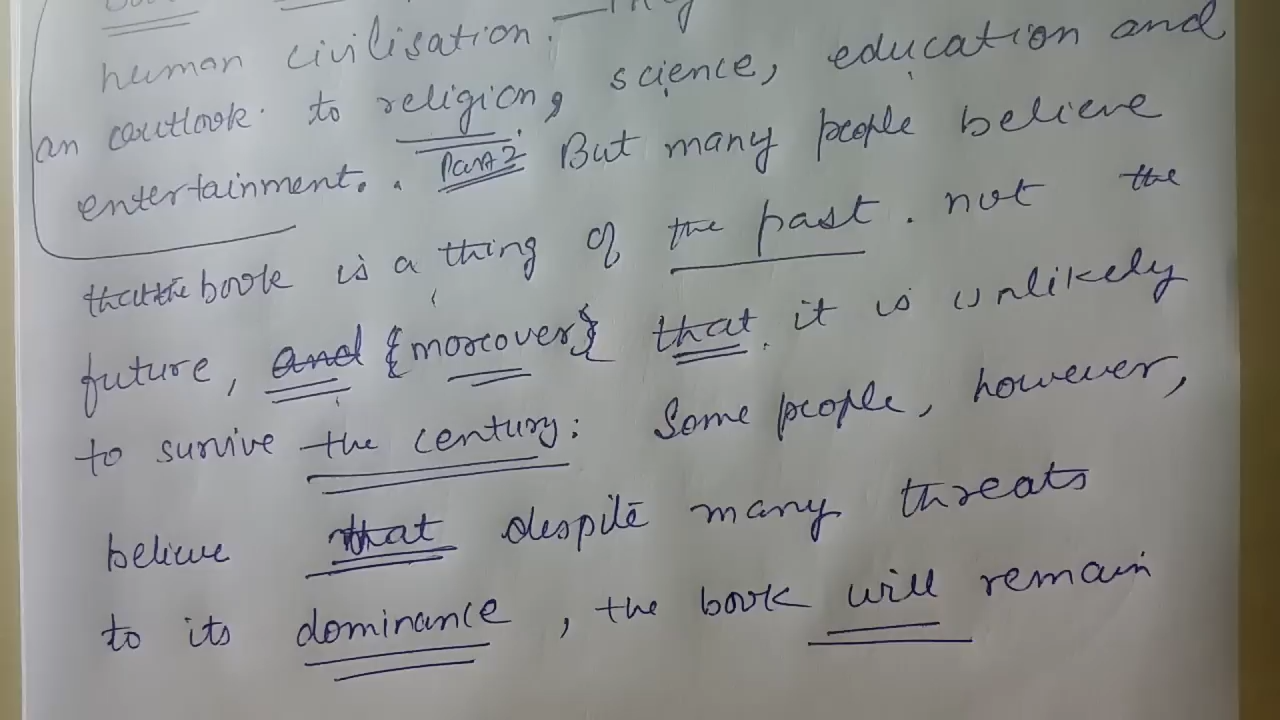 human civilisation. They
an outlook to religion, science, education and
entertainment. Part 2 But many people believe
that the book is a thing of the past. not the
future, and {moreover} that it is unlikely
to survive the century: Some people, however,
believe that despite many threats
to its dominance, the book will remain